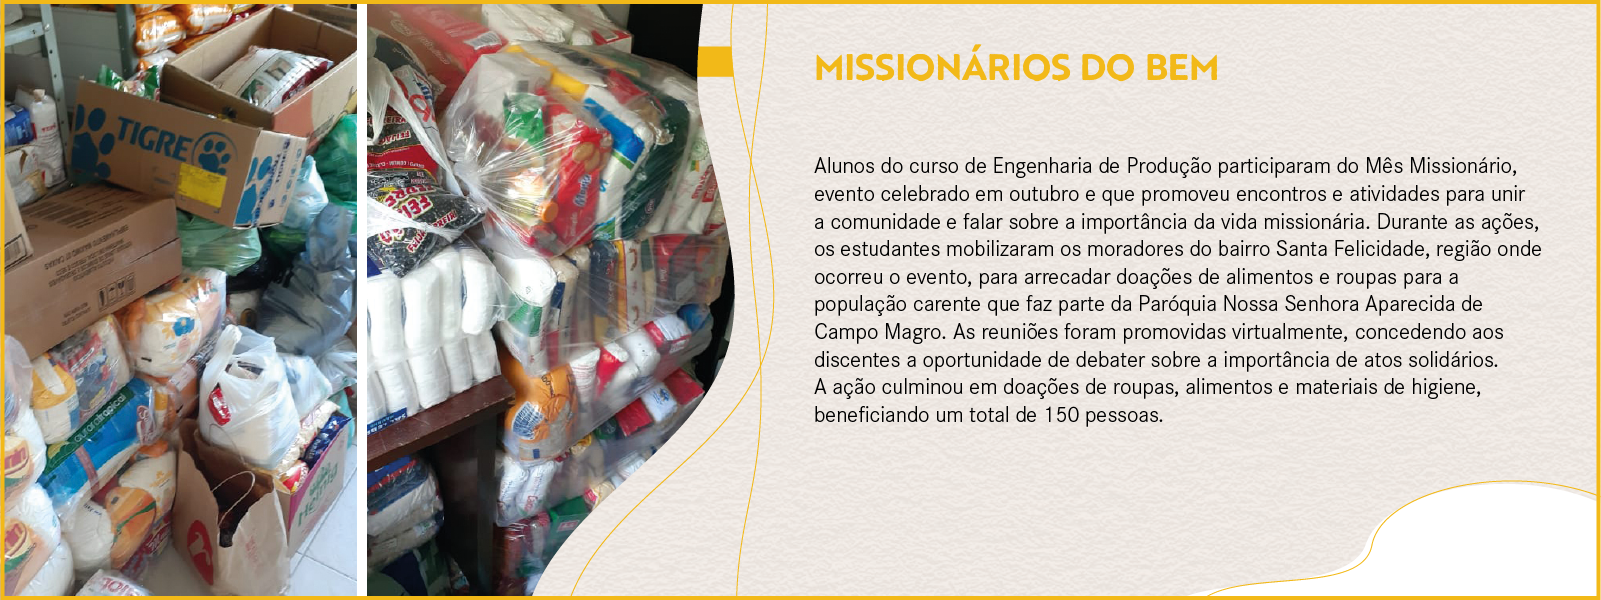 TIGRE
MISSIONÁRIOS DO BEM
Alunos do curso de Engenharia de Produção participaram do Mês Missionário,
evento celebrado em outubro e que promoveu encontros e atividades para unir
a comunidade e falar sobre a importância da vida missionária. Durante as ações,
os estudantes mobilizaram os moradores do bairro Santa Felicidade, região onde
ocorreu o evento, para arrecadar doações de alimentos e roupas para a
população carente que faz parte da Paróquia Nossa Senhora Aparecida de
Campo Magro. As reuniões foram promovidas virtualmente, concedendo aos
discentes a oportunidade de debater sobre a importância de atos solidários.
A ação culminou em doações de roupas, alimentos e materiais de higiene,
beneficiando um total de 150 pessoas.